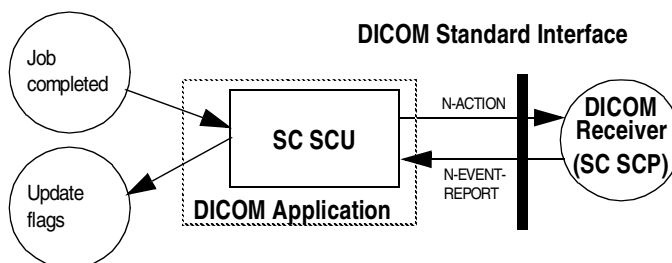 DICOM Standard Interface
Job
completed
SC SCU
N-ACTION
DICOM
Receiver
(SC SCP)
N-EVENT-
REPORT
Update
flags
DICOM Application